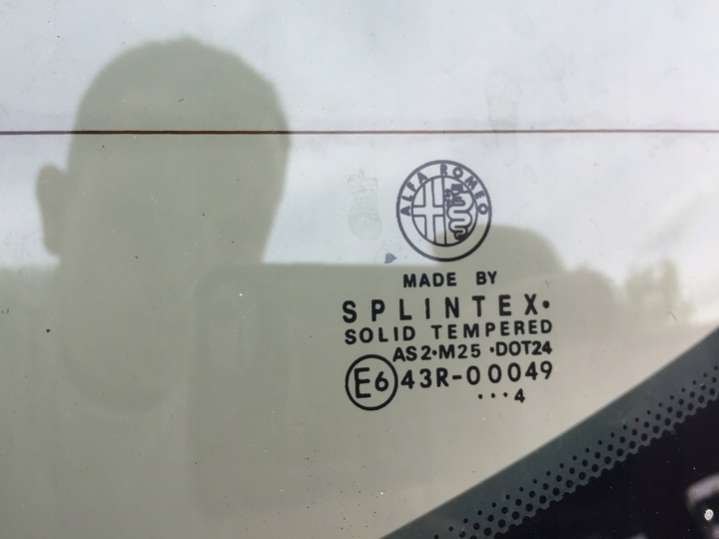 ALFA ROMEO
MADE BY
SPLINTEX•
SOLID TEMPERED
AS2•M25 •DOT24
E6 43R-00049
•••4